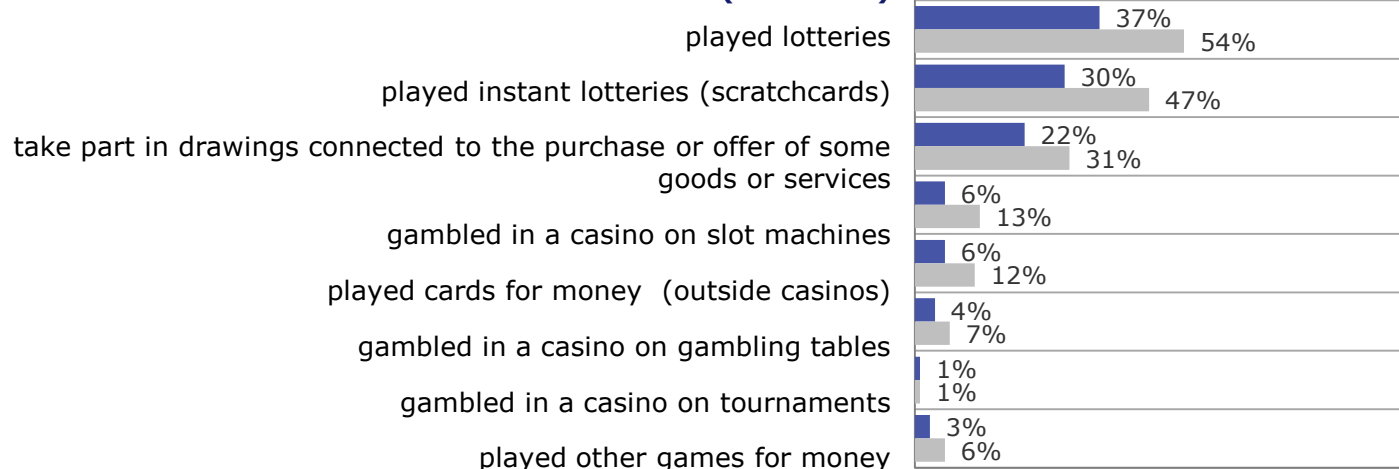 played lotteries
37%
54%
played instant lotteries (scratchcards)
30%
47%
take part in drawings connected to the purchase or offer of some
goods or services
22%
31%
gambled in a casino on slot machines
6%
13%
played cards for money (outside casinos)
6%
12%
gambled in a casino on gambling tables
4%
7%
gambled in a casino on tournaments
1%
1%
played other games for money
3%
6%